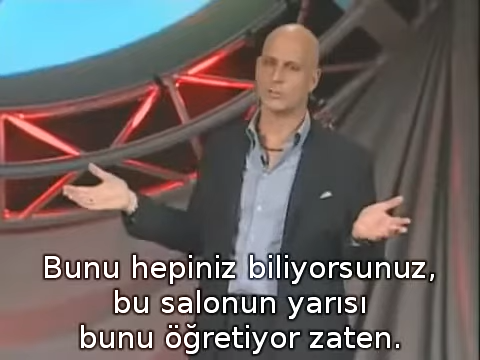 Bunu hepiniz biliyorsunuz,
bu salonun yarısı
bunu öğretiyor zaten.